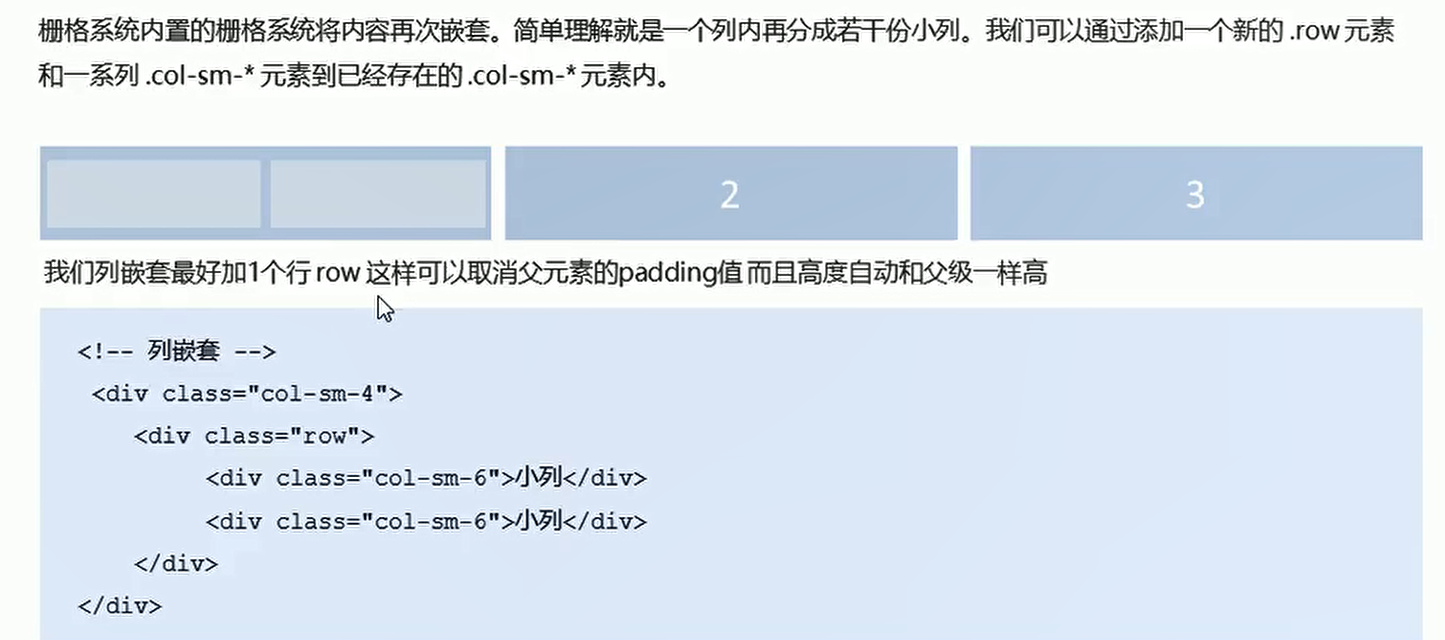 栅格系统内置的栅格系统将内容再次嵌套。简单理解就是一个列内再分成若干份小列。我们可以通过添加一个新的 .row 元素
和一系列 .col-sm-* 元素到已经存在的 .col-sm-* 元素内。
2
3
我们列嵌套最好加1个行 row 这样可以取消父元素的padding值 而且高度自动和父级一样高
<!-- 列嵌套 -->
<div class="col-sm-4">
<div class="row">
<div class="col-sm-6">小列</div>
<div class="col-sm-6">小列</div>
</div>
</div>